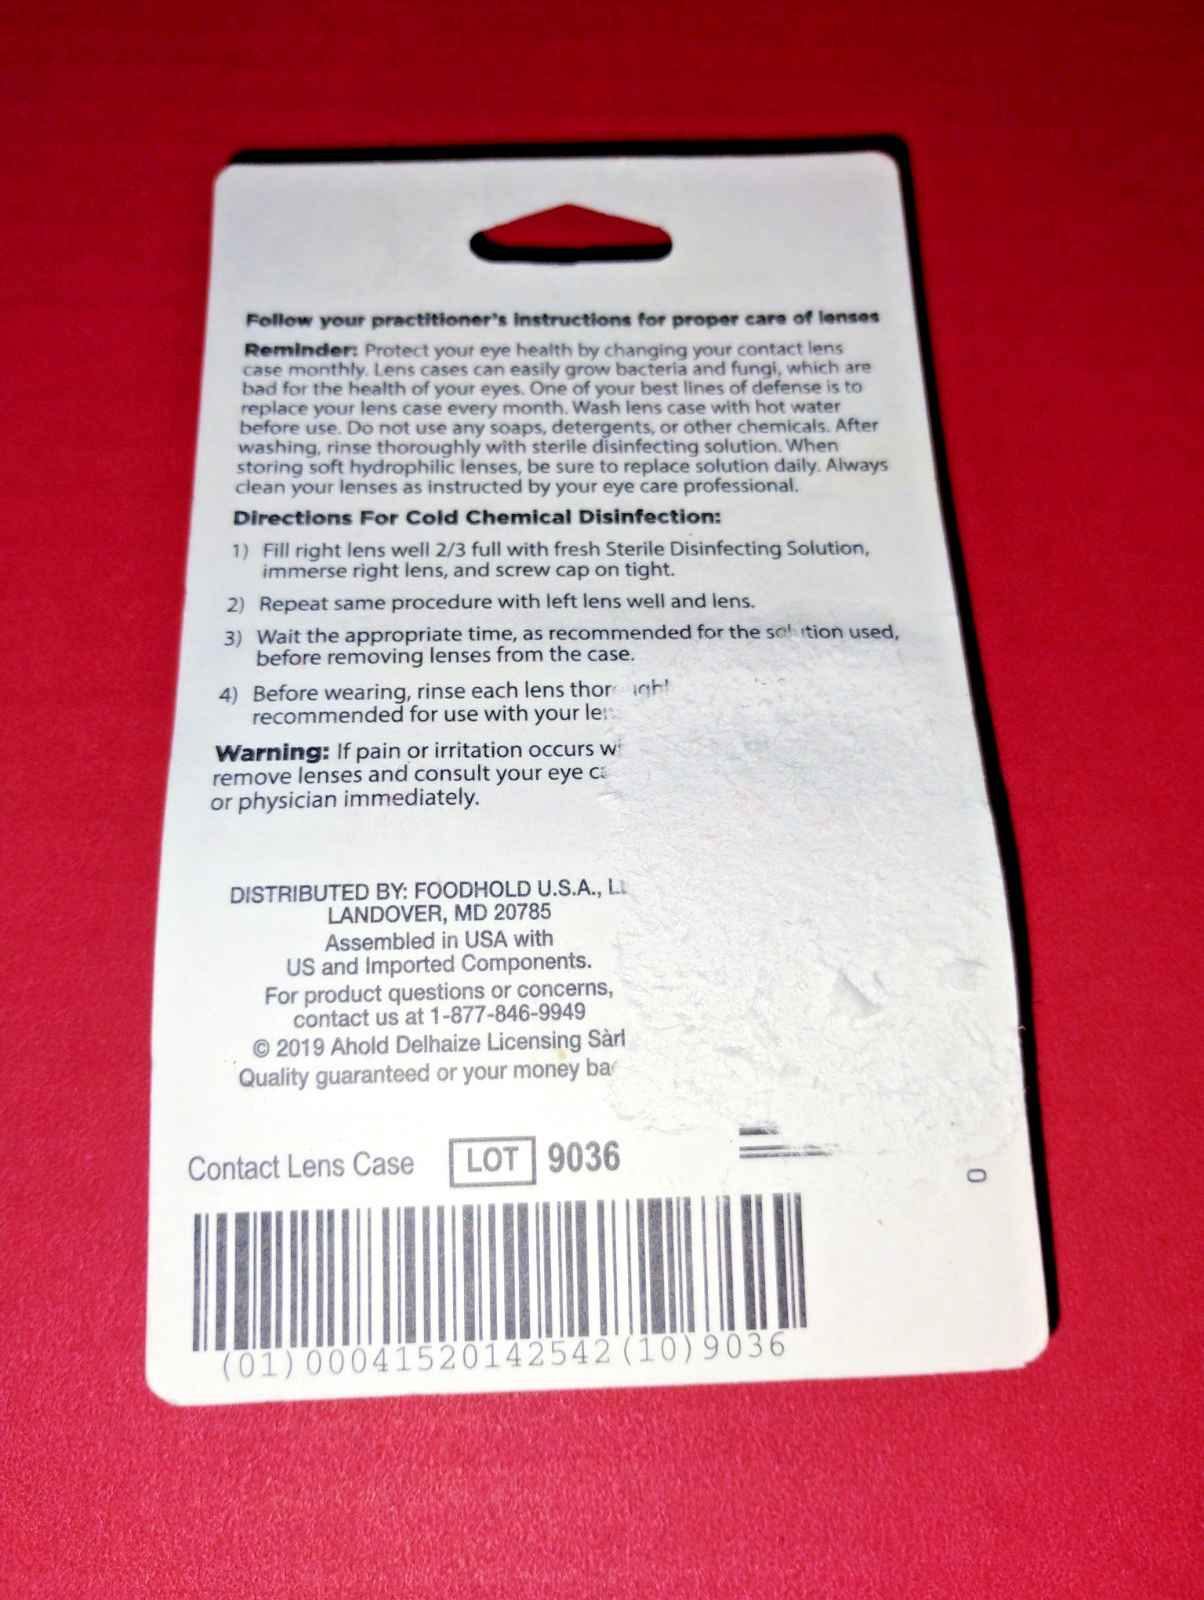 Follow your practitioner's instructions for proper care of lenses
Reminder: Protect your eye health by changing your contact lens
case monthly. Lens cases can easily grow bacteria and fungi, which are
bad for the health of your eyes. One of your best lines of defense is to
replace your lens case every month. Wash lens case with hot water
before use. Do not use any soaps, detergents, or other chemicals. After
washing, rinse thoroughly with sterile disinfecting solution. When
storing soft hydrophilic lenses, be sure to replace solution daily. Always
clean your lenses as instructed by your eye care professional.
Directions For Cold Chemical Disinfection:
1) Fill right lens well 2/3 full with fresh Sterile Disinfecting Solution,
immerse right lens, and screw cap on tight.
2) Repeat same procedure with left lens well and lens.
3) Wait the appropriate time, as recommended for the solution used,
before removing lenses from the case.
4) Before wearing, rinse each lens
recommended for use with your
Warning: If pain or irritation occurs
remove lenses and consult your eye
or physician immediately.
DISTRIBUTED BY: FOODHOLD U.S.A.,
LANDOVER, MD 20785
Assembled in USA with
US and Imported Components.
For product questions or concerns,
contact us at 1-877-846-9949
© 2019 Ahold Delhaize Licensing Sàrl
Quality guaranteed or your money
Contact Lens Case LOT 9036
0
(01)00041520142542(10)9036